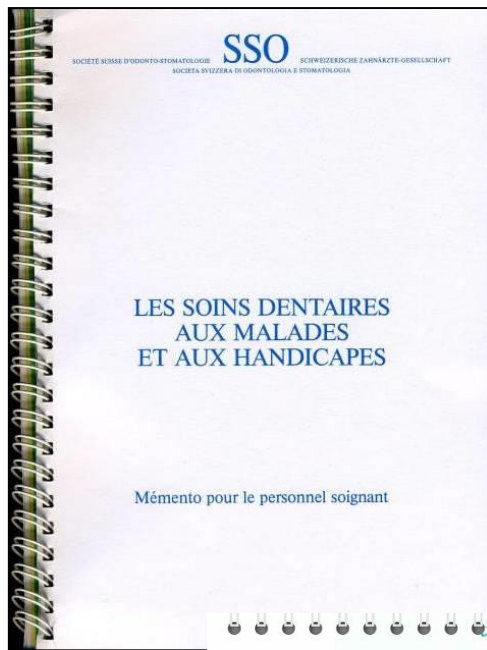 SSO
SOCIÉTÉ SUISSE D'ODONTO-STOMATOLOGIE SCHWEIZERISCHE ZAHNÄRZTE-GESELLSCHAFT
SOCIETÀ SVIZZERA DI ODONTOLOGIA E STOMATOLOGIA
LES SOINS DENTAIRES
AUX MALADES
ET AUX HANDICAPES
Mémento pour le personnel soignant